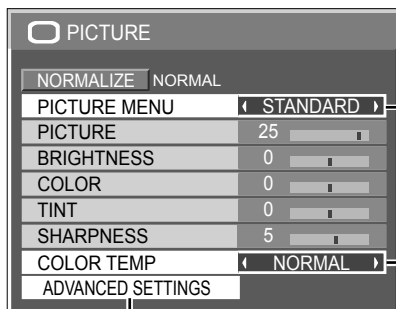 PICTURE
NORMALIZE NORMAL
PICTURE MENU STANDARD
PICTURE 25
BRIGHTNESS 0
COLOR 0
TINT 0
SHARPNESS 5
COLOR TEMP NORMAL
ADVANCED SETTINGS